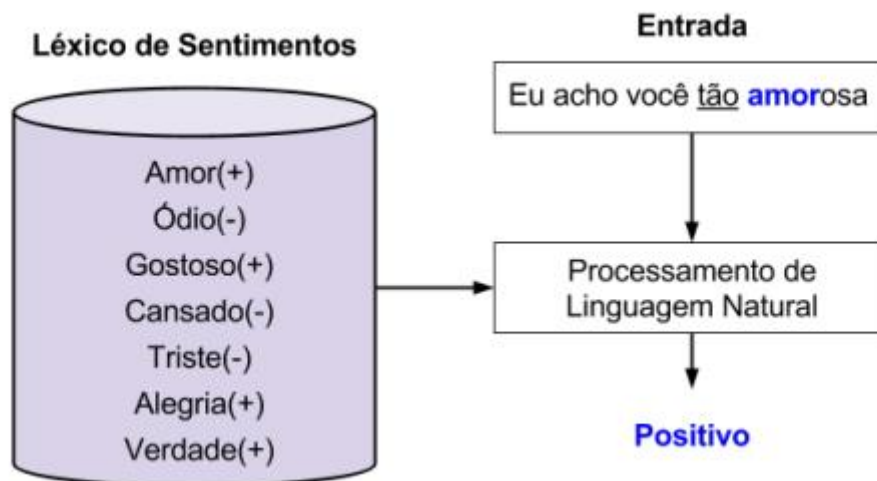 Léxico de Sentimentos
Amor(+)
Ódio(-)
Gostoso(+)
Cansado(-)
Triste(-)
Alegria(+)
Verdade(+)
Entrada
Eu acho você tão amorosa
Processamento de
Linguagem Natural
Positivo